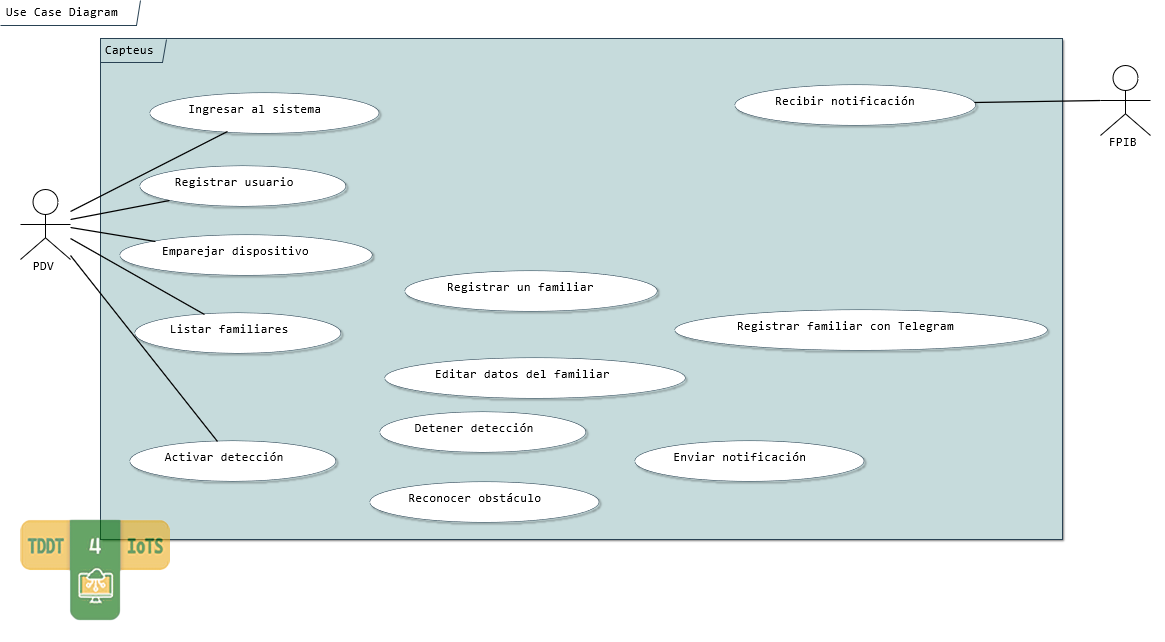 Use Case Diagram
Capteus
Ingresar al sistema
Recibir notificación
FPIB
Registrar usuario
PDV
Emparejar dispositivo
Registrar un familiar
Listar familiares
Registrar familiar con Telegram
Editar datos del familiar
Detener detección
Activar detección
Enviar notificación
Reconocer obstáculo
TDDT 4 IoTS